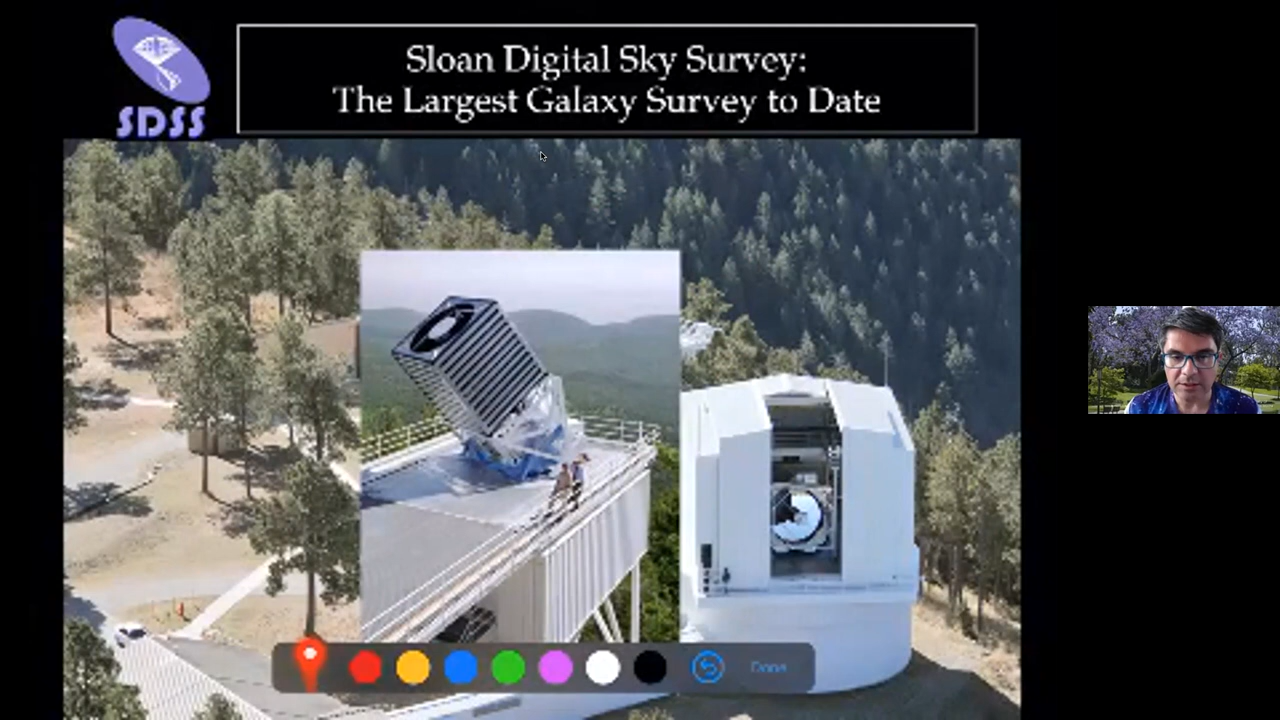 SDSS
Sloan Digital Sky Survey:
The Largest Galaxy Survey to Date
Done